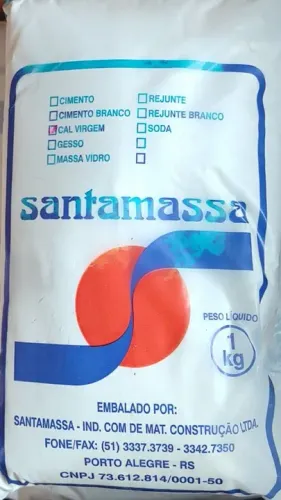 CIMENTO
REJUNTE
CIMENTO BRANCO
REJUNTE BRANCO
CAL VIRGEM
SODA
GESSO
MASSA VIDRO
santamassa
PESO LÍQUIDO
1
kg
EMBALADO POR:
SANTAMASSA - IND. COM DE MAT. CONSTRUÇÃO LTDA.
FONE/FAX: (51) 3337.3739 - 3342.7350
PORTO ALEGRE - RS
CNPJ 73.612.814/0001-50